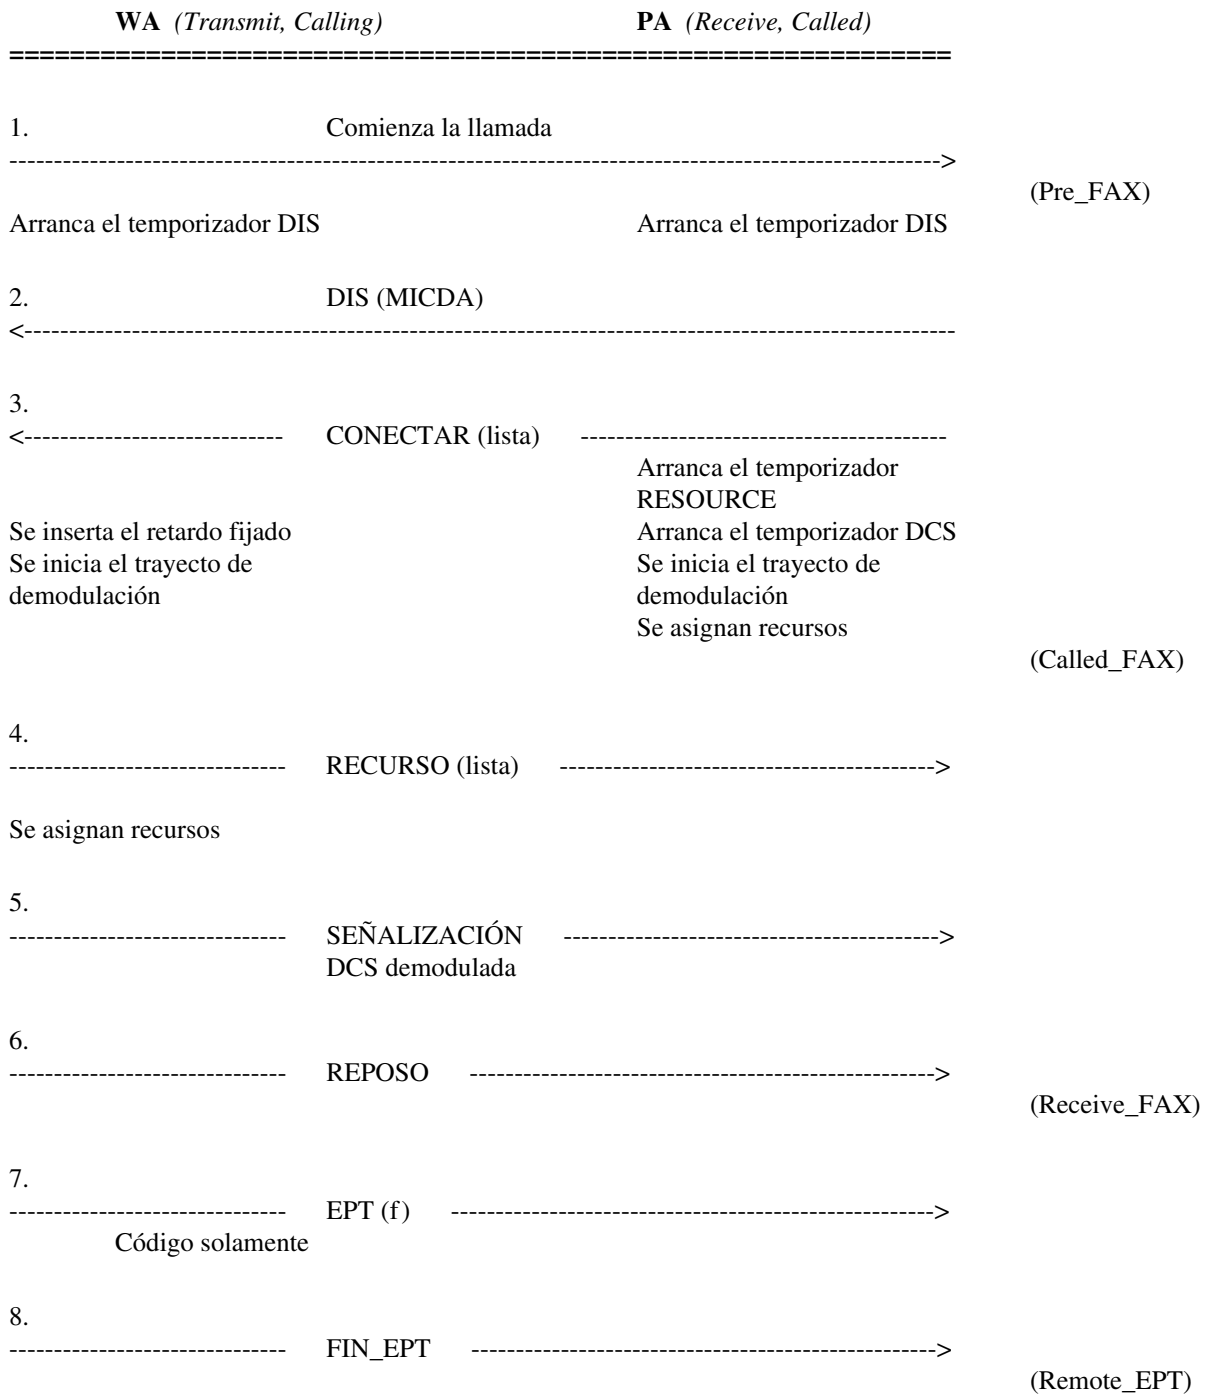 WA (Transmit, Calling) PA (Receive, Called)
==============================================================
1. Comienza la llamada
-------------------------------------------------------------------------------------------------------->
(Pre_FAX)
Arranca el temporizador DIS Arranca el temporizador DIS
2. DIS (MICDA)
<--------------------------------------------------------------------------------------------------------
3.
<----------------------------- CONECTAR (lista) -----------------------------------------
Arranca el temporizador
RESOURCE
Se inserta el retardo fijado Arranca el temporizador DCS
Se inicia el trayecto de Se inicia el trayecto de
demodulación demodulación
Se asignan recursos
(Called_FAX)
4.
------------------------------- RECURSO (lista) ------------------------------------------>
Se asignan recursos
5.
------------------------------- SEÑALIZACIÓN ------------------------------------------>
DCS demodulada
6.
------------------------------- REPOSO ---------------------------------------------------->
(Receive_FAX)
7.
------------------------------- EPT (f) ------------------------------------------------------>
Código solamente
8.
------------------------------- FIN_EPT ---------------------------------------------------->
(Remote_EPT)